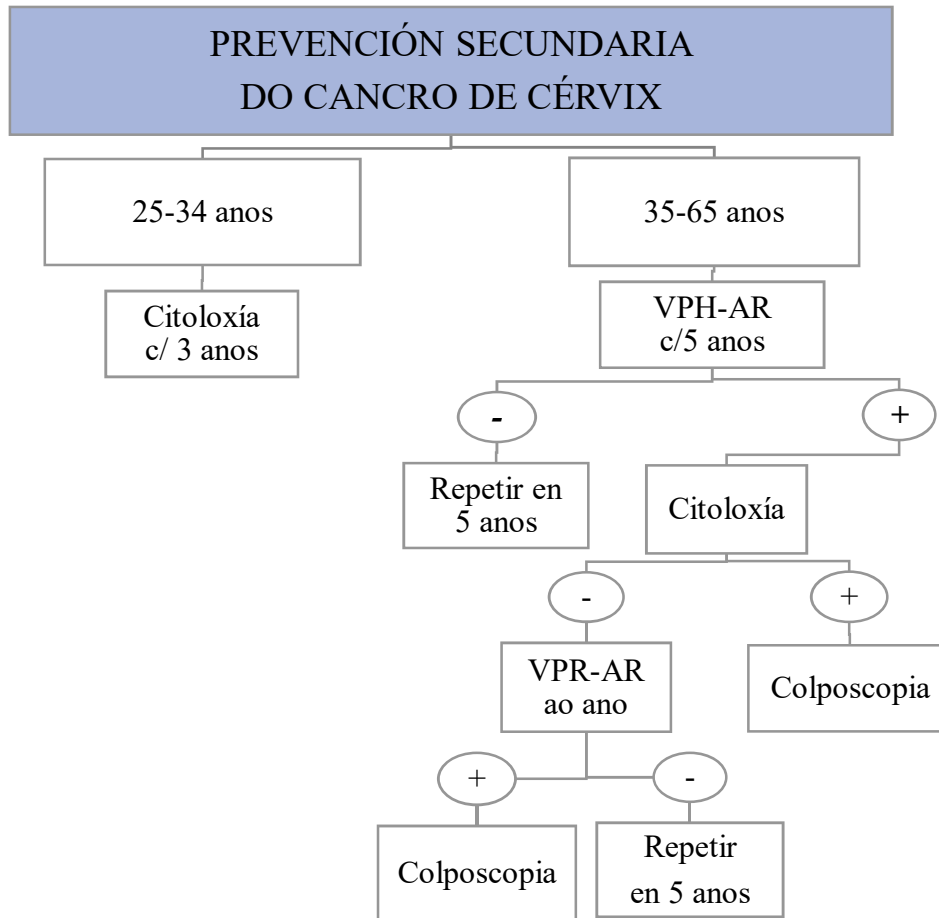 PREVENCIÓN SECUNDARIA
DO CANCRO DE CÉRVIX
25-34 anos
35-65 anos
Citoloxía
c/ 3 anos
VPH-AR
c/5 anos
-
+
Repetir en
5 anos
Citoloxía
-
+
VPR-AR
ao ano
Colposcopia
+
-
Colposcopia
Repetir
en 5 anos